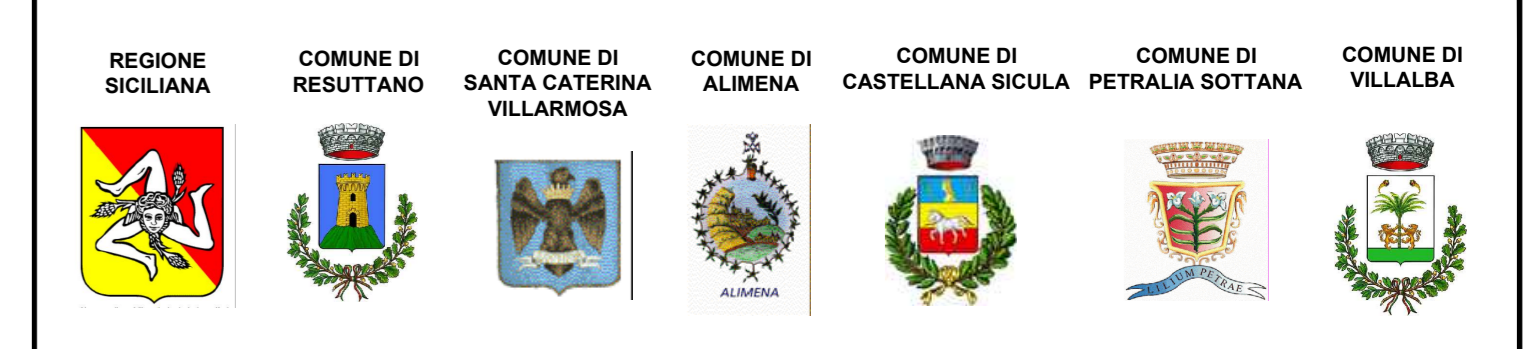 REGIONE
SICILIANA
COMUNE DI
RESUTTANO
COMUNE DI
SANTA CATERINA
VILLARMOSA
COMUNE DI
ALIMENA
COMUNE DI
CASTELLANA SICULA
COMUNE DI
PETRALIA SOTTANA
COMUNE DI
VILLALBA
ALIMENA
LILIUM PETRAE